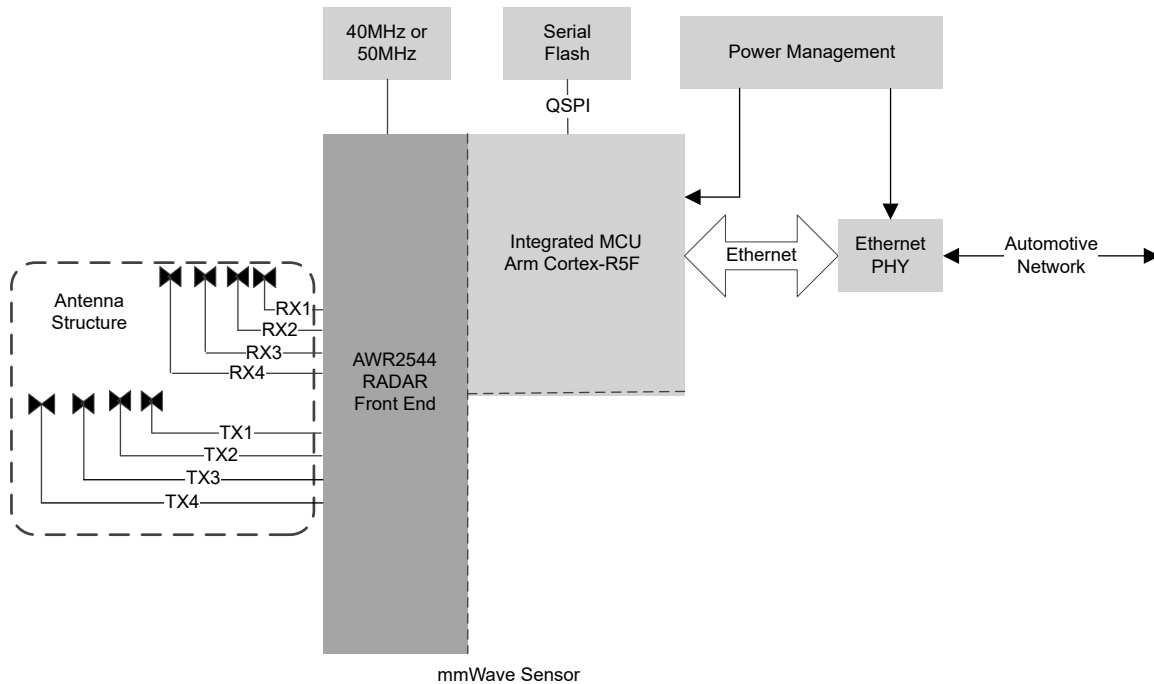 40MHz or
50MHz
Serial
Flash
Power Management
QSPI
Integrated MCU
Arm Cortex-R5F
Ethernet
Ethernet
PHY
Automotive
Network
Antenna
Structure
RX1
RX2
RX3
RX4
AWR2544
RADAR
Front End
TX1
TX2
TX3
TX4
mmWave Sensor